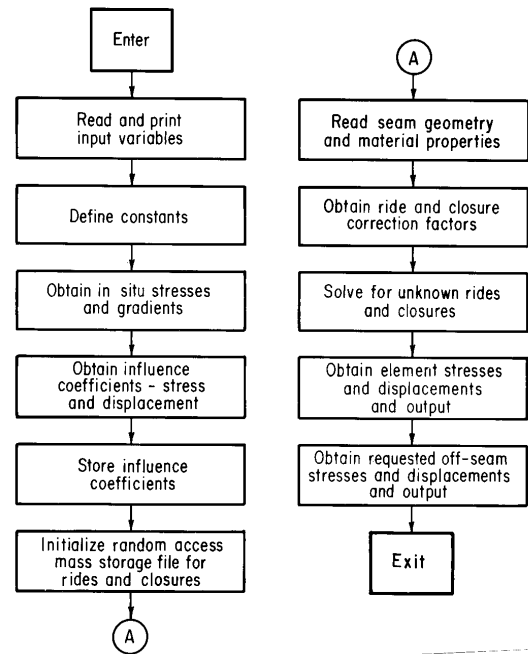 Enter
Read and print
input variables
Define constants
Obtain in situ stresses
and gradients
Obtain influence
coefficients - stress
and displacement
Store influence
coefficients
Initialize random access
mass storage file for
rides and closures
A
A
Read seam geometry
and material properties
Obtain ride and closure
correction factors
Solve for unknown rides
and closures
Obtain element stresses
and displacements
and output
Obtain requested off-seam
stresses and displacements
and output
Exit